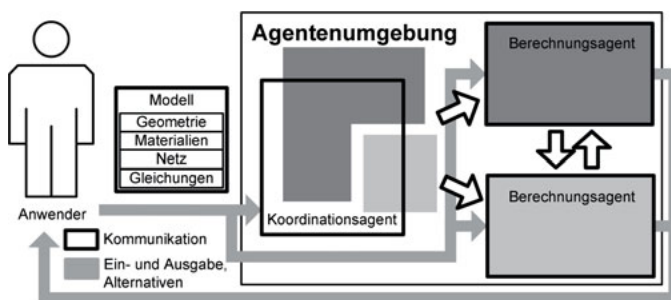 Agentenumgebung
Berechnungsagent
Modell
Geometrie
Materialien
Netz
Gleichungen
Berechnungsagent
Anwender
Koordinationsagent
Kommunikation
Ein- und Ausgabe,
Alternativen